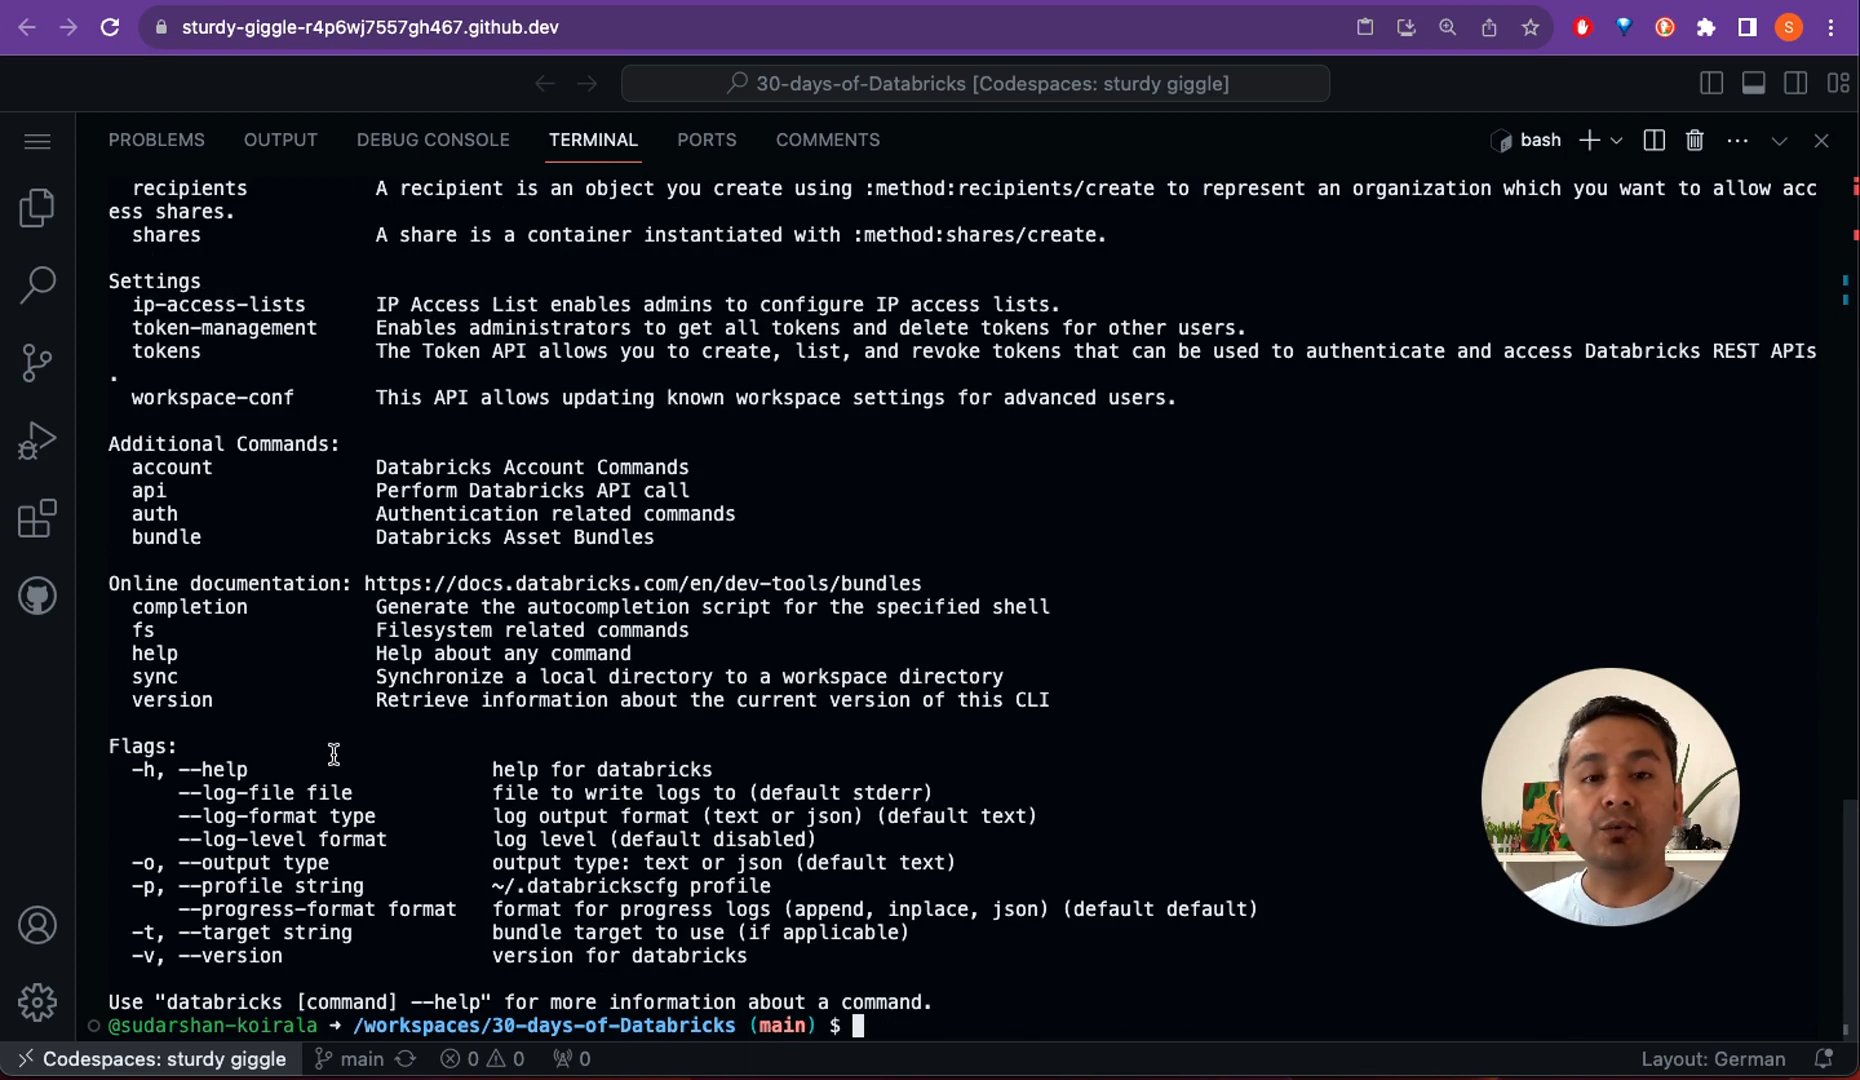 sturdy-giggle-r4p6wj7557gh467.github.dev
S
30-days-of-Databricks [Codespaces: sturdy giggle]
PROBLEMS OUTPUT DEBUG CONSOLE TERMINAL PORTS COMMENTS bash
recipients A recipient is an object you create using :method:recipients/create to represent an organization which you want to allow acc
ess shares.
shares A share is a container instantiated with :method:shares/create.
Settings
ip-access-lists IP Access List enables admins to configure IP access lists.
token-management Enables administrators to get all tokens and delete tokens for other users.
tokens The Token API allows you to create, list, and revoke tokens that can be used to authenticate and access Databricks REST APIs
.
workspace-conf This API allows updating known workspace settings for advanced users.
Additional Commands:
account Databricks Account Commands
api Perform Databricks API call
auth Authentication related commands
bundle Databricks Asset Bundles
Online documentation: https://docs.databricks.com/en/dev-tools/bundles
completion Generate the autocompletion script for the specified shell
fs Filesystem related commands
help Help about any command
sync Synchronize a local directory to a workspace directory
version Retrieve information about the current version of this CLI
Flags:
-h, --help help for databricks
--log-file file file to write logs to (default stderr)
--log-format type log output format (text or json) (default text)
--log-level format log level (default disabled)
-o, --output type output type: text or json (default text)
-p, --profile string ~/.databrickscfg profile
--progress-format format format for progress logs (append, inplace, json) (default default)
-t, --target string bundle target to use (if applicable)
-v, --version version for databricks
Use "databricks [command] --help" for more information about a command.
@sudarshan-koirala ➜ /workspaces/30-days-of-Databricks (main) $
Codespaces: sturdy giggle main 0 0 0 Layout: German